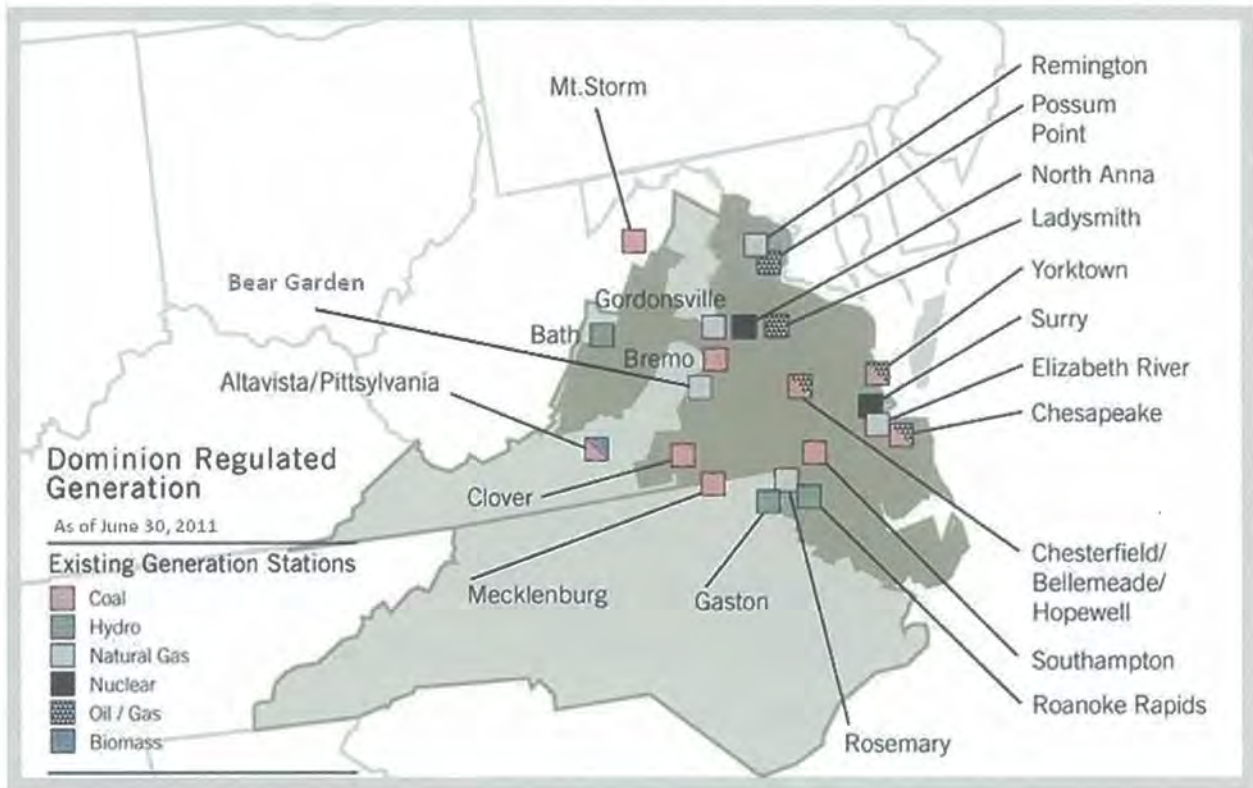 Mt.Storm
Remington
Possum
Point
North Anna
Ladysmith
Yorktown
Surry
Elizabeth River
Chesapeake
Bear Garden
Gordonsville
Bath
Bremo
Altavista/Pittsylvania
Clover
Mecklenburg
Gaston
Rosemary
Chesterfield/
Bellemeade/
Hopewell
Southampton
Roanoke Rapids
Dominion Regulated
Generation
As of June 30, 2011
Existing Generation Stations
Coal
Hydro
Natural Gas
Nuclear
Oil / Gas
Biomass